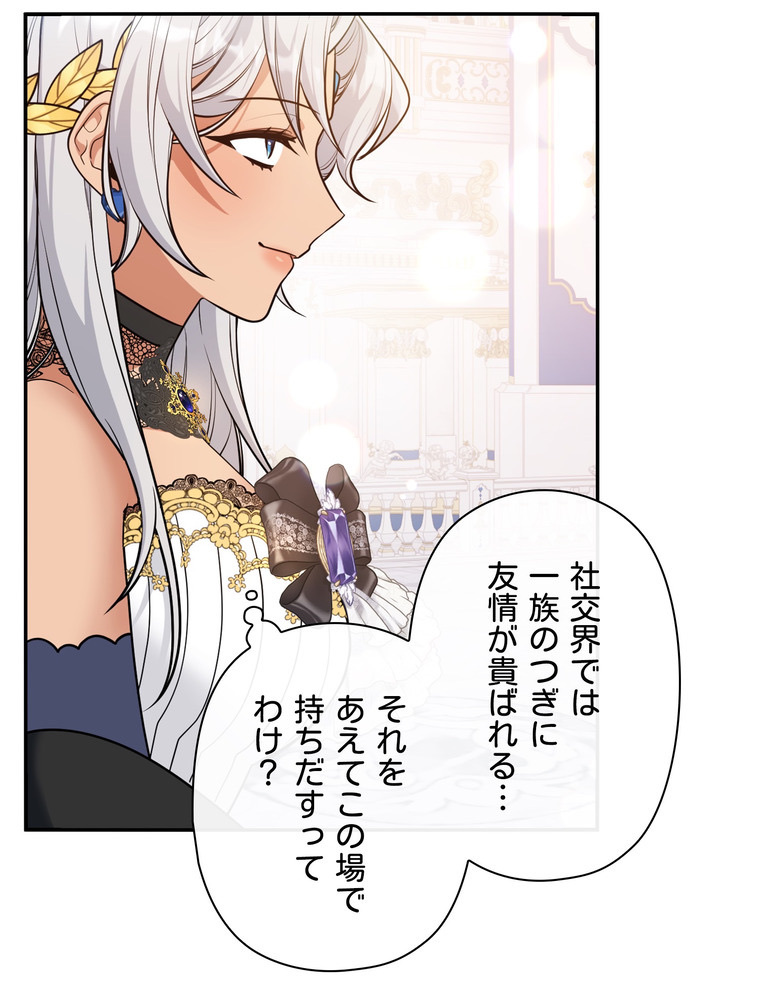 社交界では
一族のつぎに
友情が貴ばれる…
それを
あえてこの場で
持ちだすって
わけ?